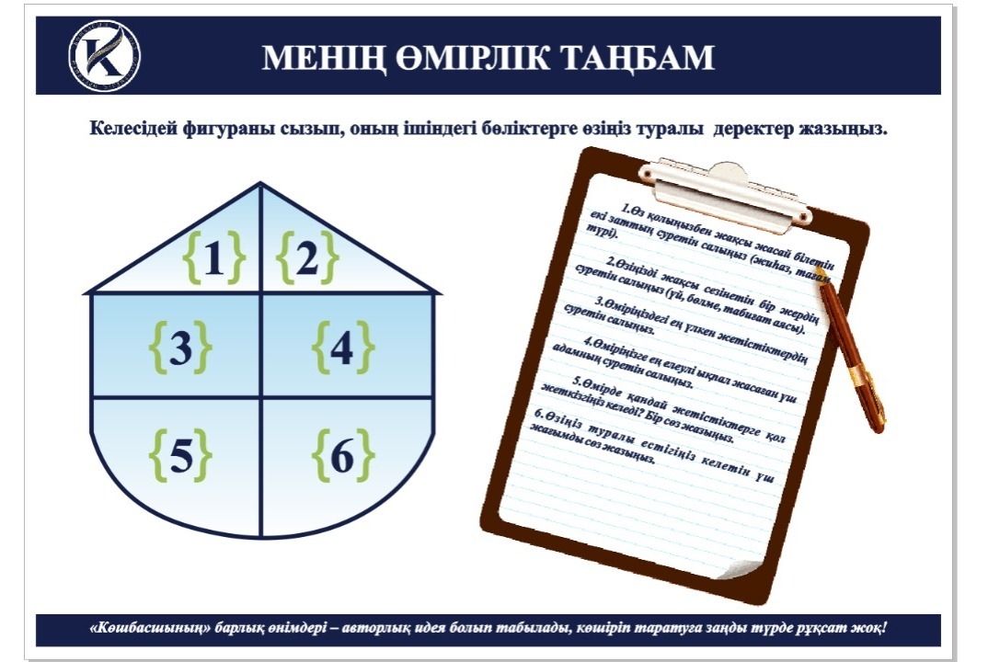 МЕНІҢ ӨМІРЛІК ТАҢБАМ
Келесідей фигураны сызып, оның ішіндегі бөліктерге өзіңіз туралы деректер жазыңыз.
{1} {2}
{3} {4}
{5} {6}
1.Өз қолыңызбен жақсы жасай білетін
екі заттың суретін салыңыз (жиһаз, тағам
түрі).
2.Өзіңізді жақсы сезінетін бір жердің
суретін салыңыз (үй, бөлме, табиғат аясы).
3.Өміріңіздегі ең үлкен жетістіктердің
суретін салыңыз.
4.Өміріңізге ең елеулі ықпал жасаған үш
адамның суретін салыңыз.
5.Өмірде қандай жетістіктерге қол
жеткізгіңіз келеді? Бір сөз жазыңыз.
6.Өзіңіз туралы естігіңіз келетін үш
жағымды сөз жазыңыз.
«Көшбасшының» барлық өнімдері – авторлық идея болып табылады, көшіріп таратуға заңды түрде рұқсат жоқ!